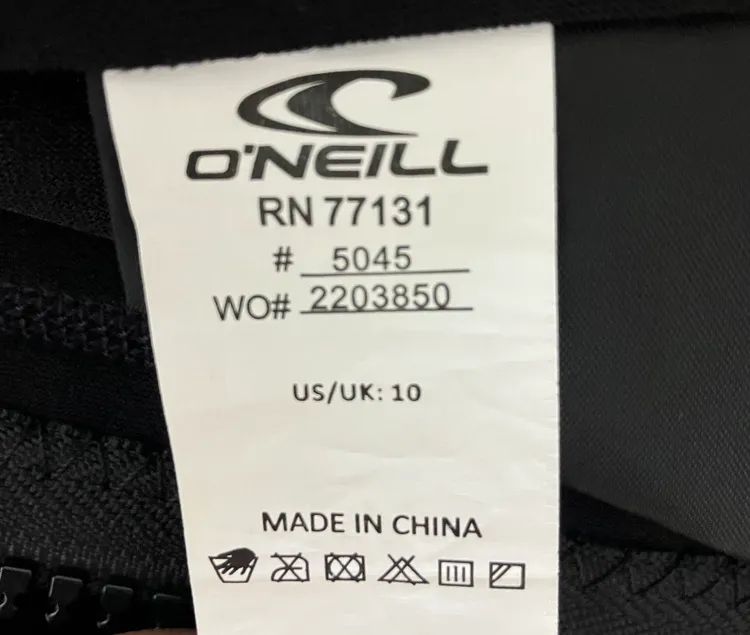 O'NEILL
RN 77131
# 5045
WO# 2203850
US/UK: 10
MADE IN CHINA